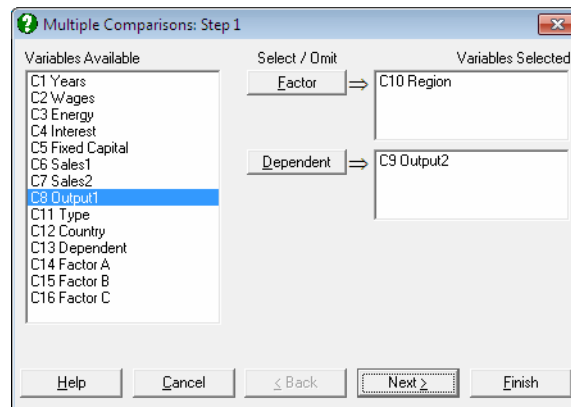 Multiple Comparisons: Step 1
Variables Available
Select / Omit
Variables Selected
C1 Years
C2 Wages
C3 Energy
C4 Interest
C5 Fixed Capital
C6 Sales1
C7 Sales2
C8 Output1
C11 Type
C12 Country
C13 Dependent
C14 Factor A
C15 Factor B
C16 Factor C
Factor
C10 Region
Dependent
C9 Output2
Help
Cancel
< Back
Next >
Finish